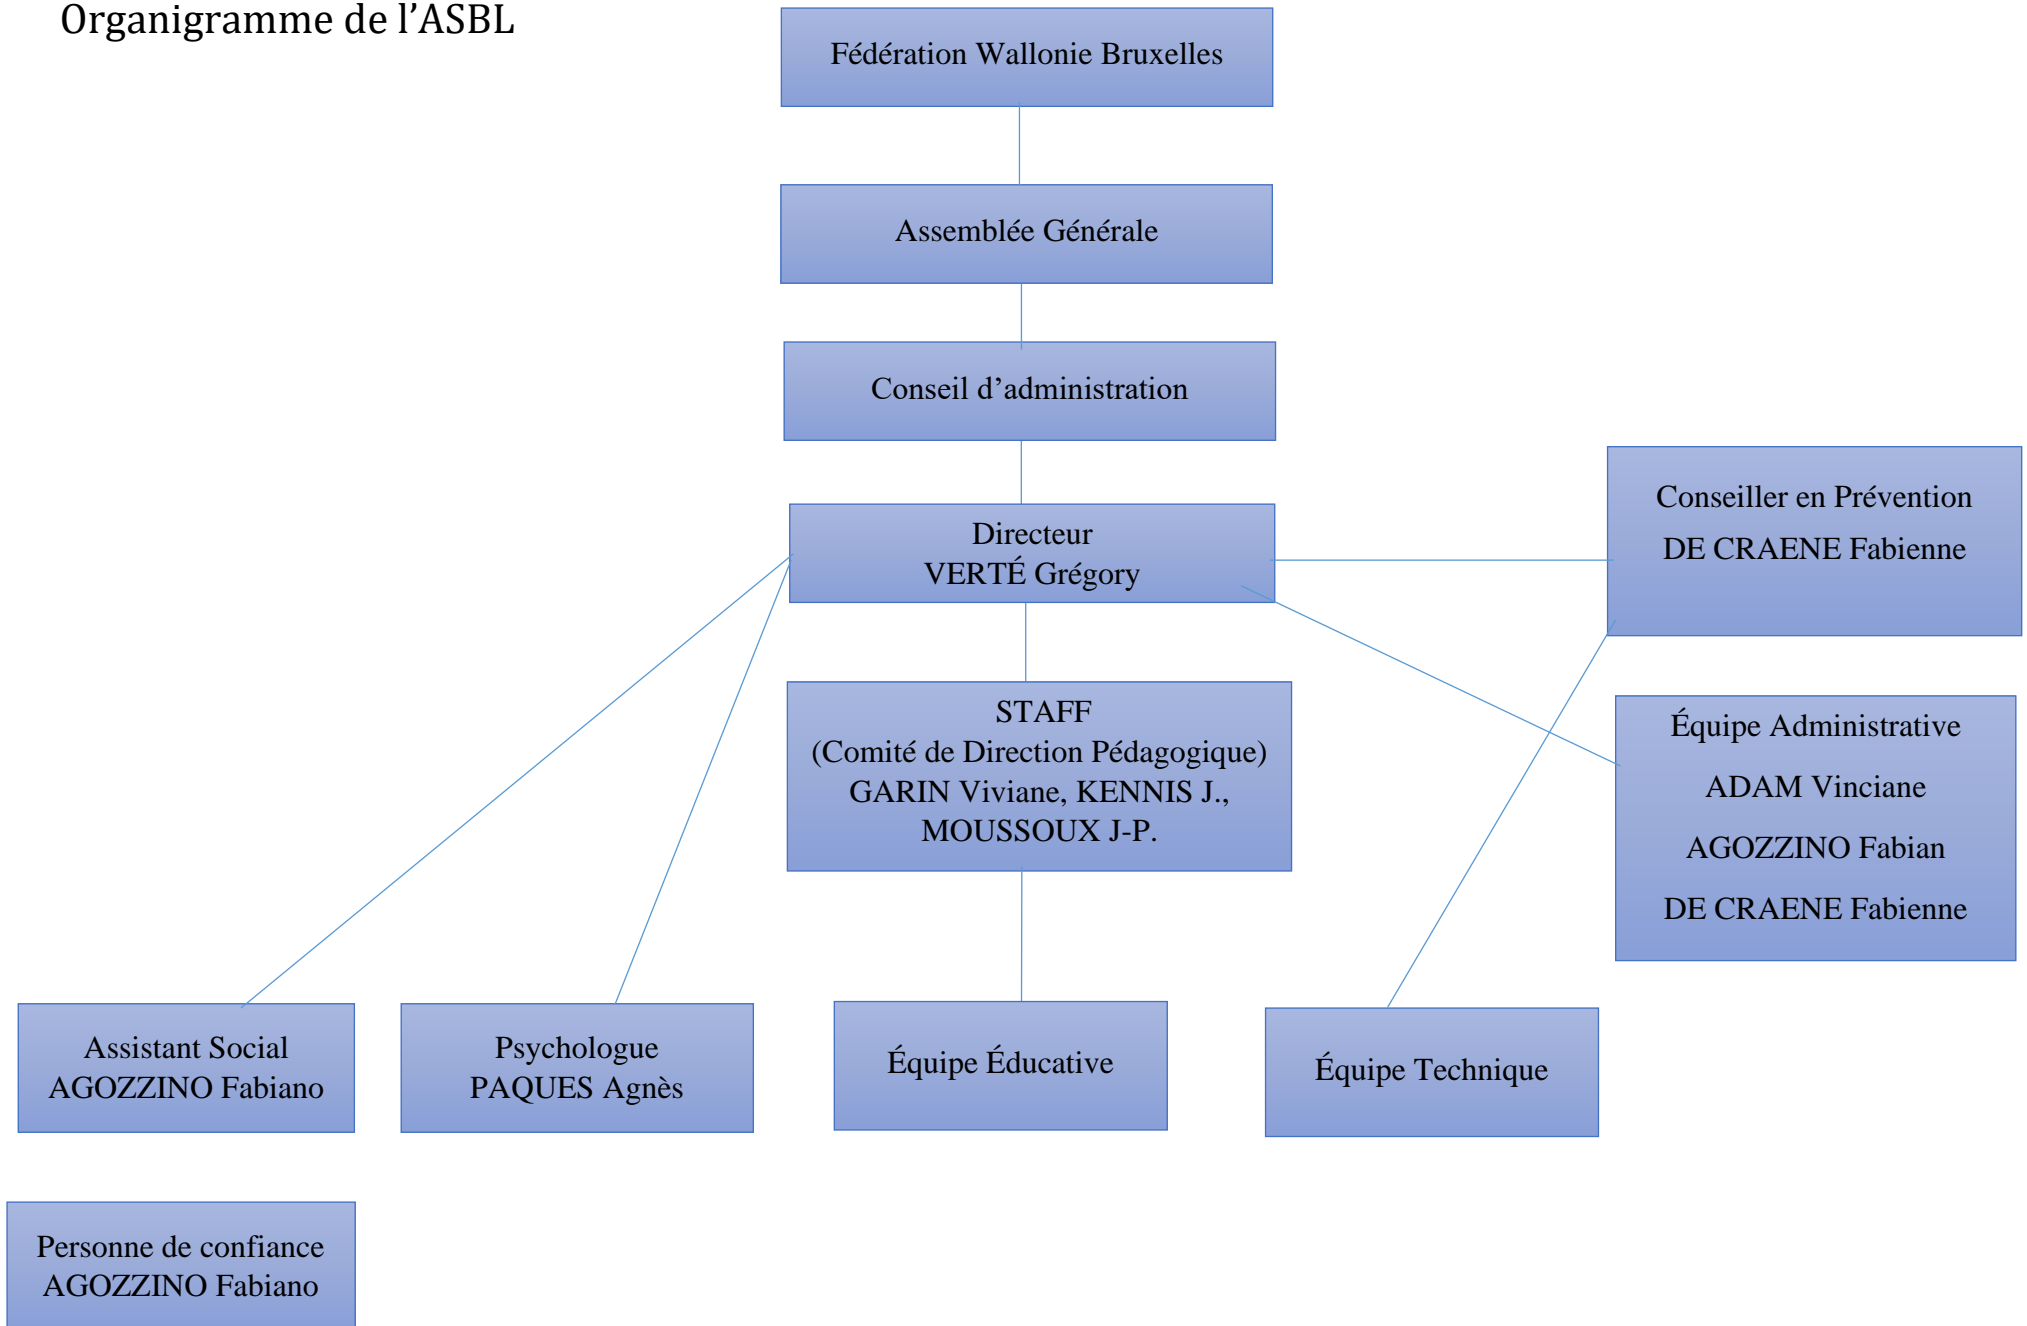 Organigramme de l’ASBL
Fédération Wallonie Bruxelles
Assemblée Générale
Conseil d’administration
Directeur
VERTÉ Grégory
Conseiller en Prévention
DE CRAENE Fabienne
STAFF
(Comité de Direction Pédagogique)
GARIN Viviane, KENNIS J.,
MOUSSOUX J-P.
Équipe Administrative
ADAM Vinciane
AGOZZINO Fabian
DE CRAENE Fabienne
Assistant Social
AGOZZINO Fabiano
Psychologue
PAQUES Agnès
Équipe Éducative
Équipe Technique
Personne de confiance
AGOZZINO Fabiano